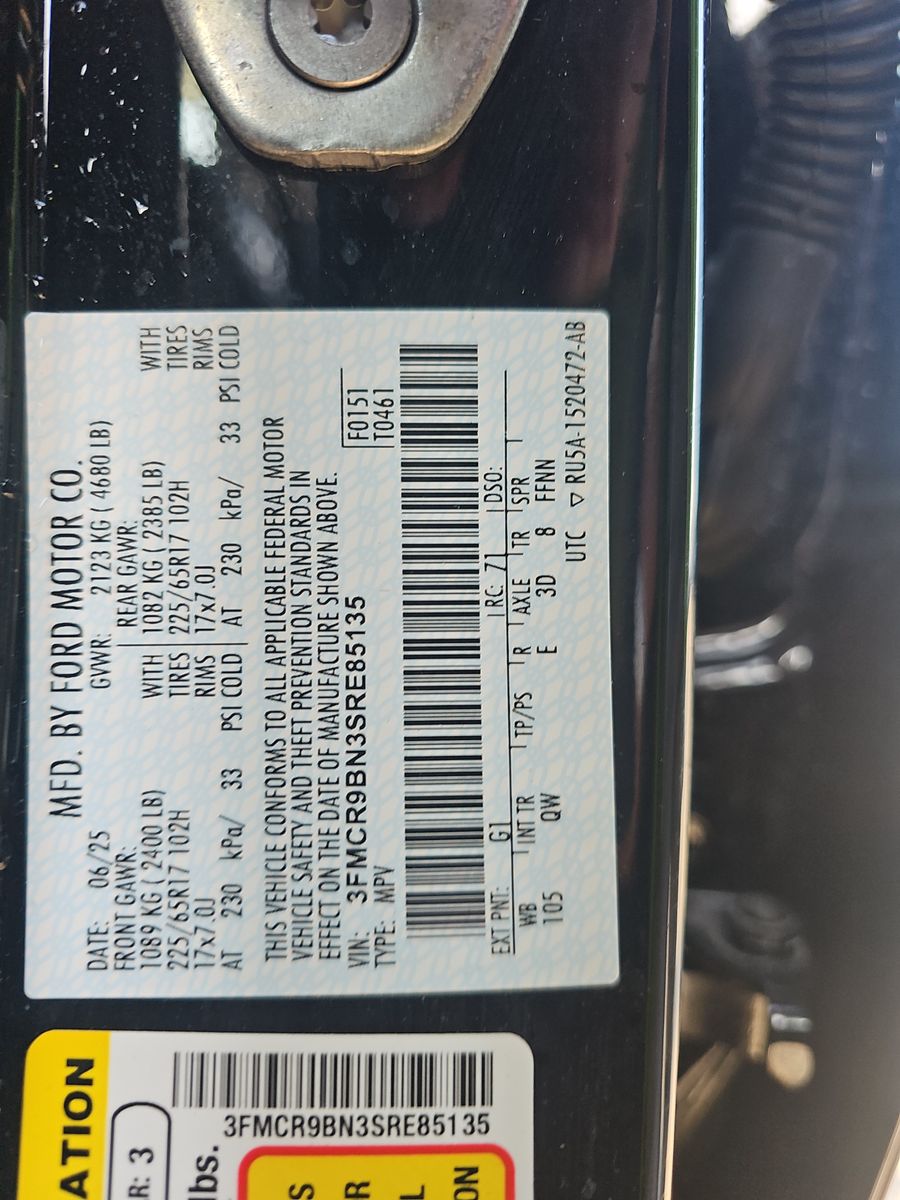 MFD. BY FORD MOTOR CO.
DATE: 06/25 GWR: 2123 KG ( 4680 LB)
FRONT GAWR: REAR GAWR:
1089 KG ( 2400 LB) WITH 1082 KG ( 2385 LB) WITH
225/65R17 102H TIRES 225/65R17 102H TIRES
17x7.0J RIMS 17x7.0J RIMS
AT 230 kPa/ 33 PSI COLD AT 230 kPa/ 33 PSI COLD
THIS VEHICLE CONFORMS TO ALL APPLICABLE FEDERAL MOTOR
VEHICLE SAFETY AND THEFT PREVENTION STANDARDS IN
EFFECT ON THE DATE OF MANUFACTURE SHOWN ABOVE.
VIN: 3FMCR9BN3SRE85135 F0151
TYPE: MPV T0461
EXT PNT: G1 RC: 71 DSO:
WB INT TR TP/PS R AXLE TR SPR
105 QW E 3D 8 FFNN
UTC ▽ RU5A-1520472-AB
ATION
R: 3
lbs.
3FMCR9BN3SRE85135
S
R
L
ON